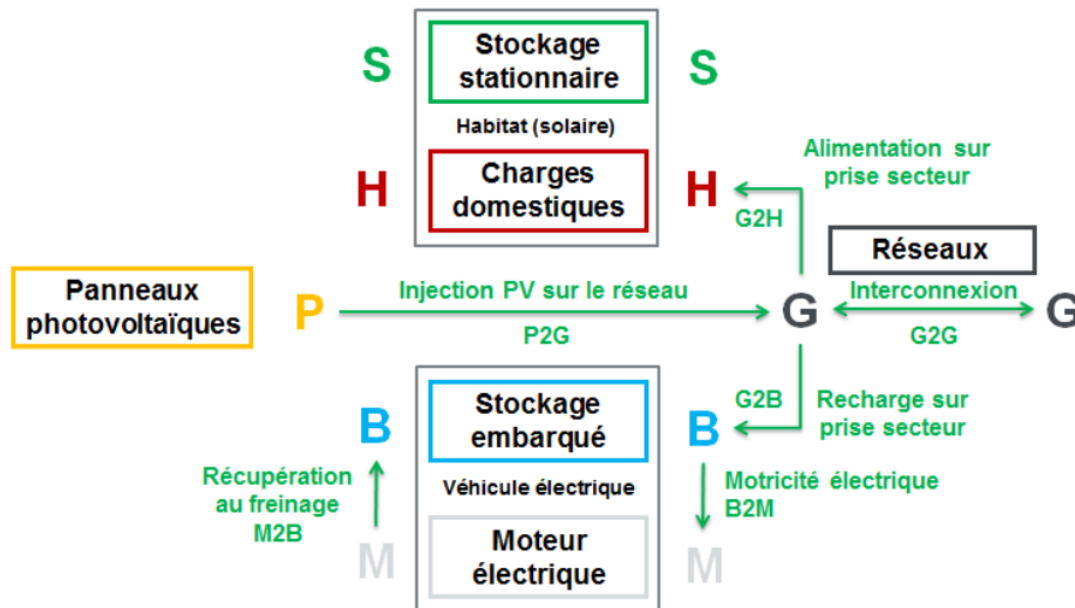 S
Stockage
stationnaire
S
Habitat (solaire)
H
Charges
domestiques
H
Alimentation sur
prise secteur
G2H
Réseaux
Panneaux
photovoltaïques
P
Injection PV sur le réseau
P2G
G
Interconnexion
G2G
G
B
Stockage
embarqué
B
G2B
Recharge sur
prise secteur
Récupération
au freinage
M2B
Véhicule électrique
Motricité électrique
B2M
M
Moteur
électrique
M